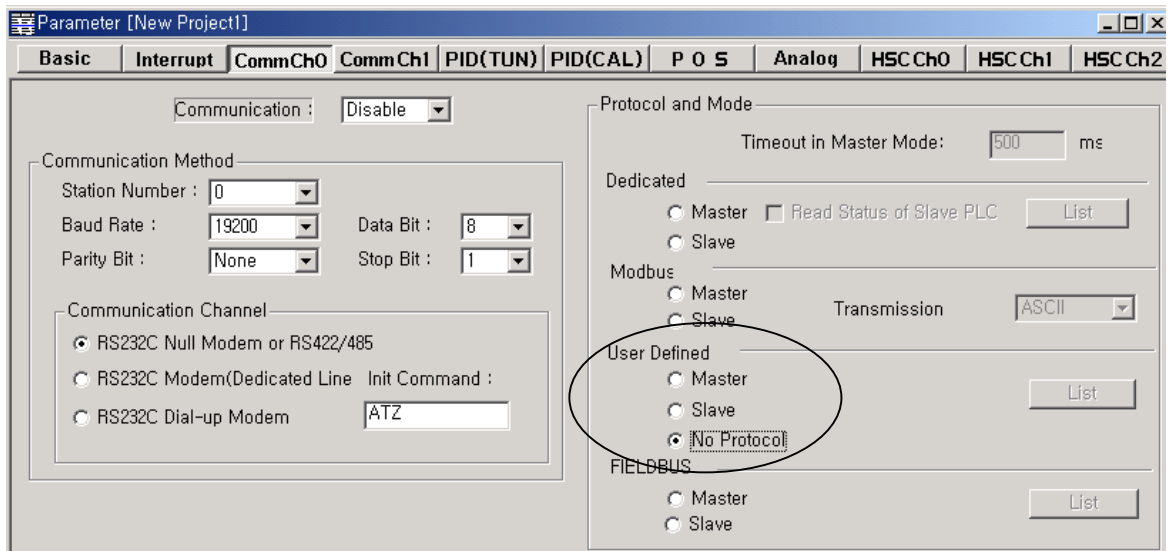 Parameter [New Project1]
Basic Interrupt CommCh0 CommCh1 PID(TUN) PID(CAL) P O S Analog HSCCh0 HSCCh1 HSCCh2
Communication : Disable
Communication Method
Station Number : 0
Baud Rate : 19200 Data Bit : 8
Parity Bit : None Stop Bit : 1
Communication Channel
RS232C Null Modem or RS422/485
RS232C Modem(Dedicated Line Init Command :
RS232C Dial-up Modem ATZ
Protocol and Mode
Timeout in Master Mode: 500 ms
Dedicated
Master Read Status of Slave PLC List
Slave
Modbus
Master Transmission ASCII
Slave
User Defined
Master List
Slave
No Protocol
FIELDBUS
Master List
Slave